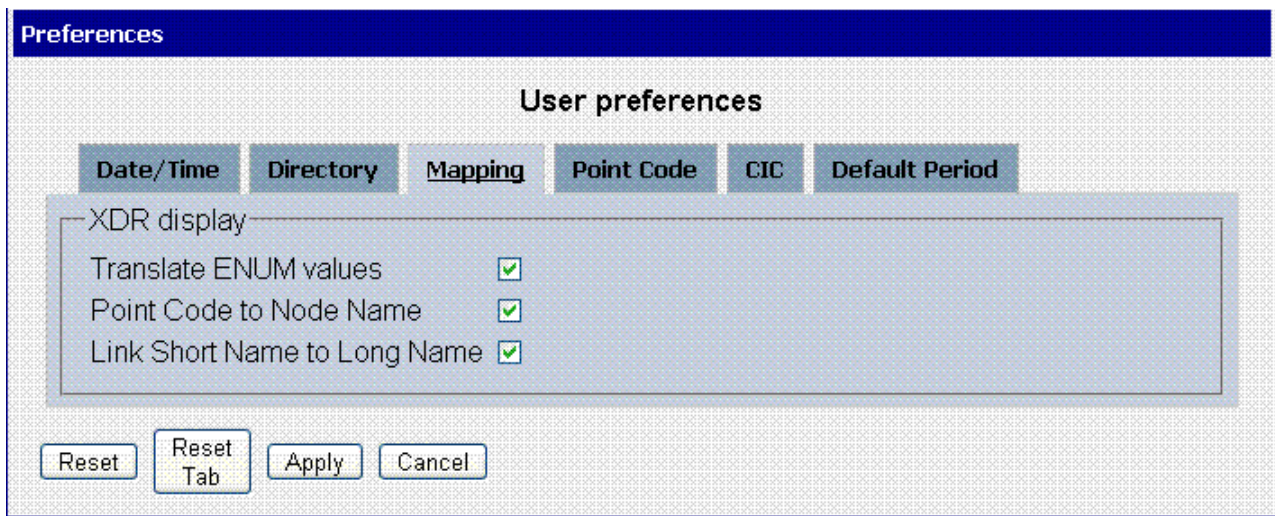 Preferences
User preferences
Date/Time Directory Mapping Point Code CIC Default Period
XDR display
Translate ENUM values
Point Code to Node Name
Link Short Name to Long Name
Reset Reset Tab Apply Cancel